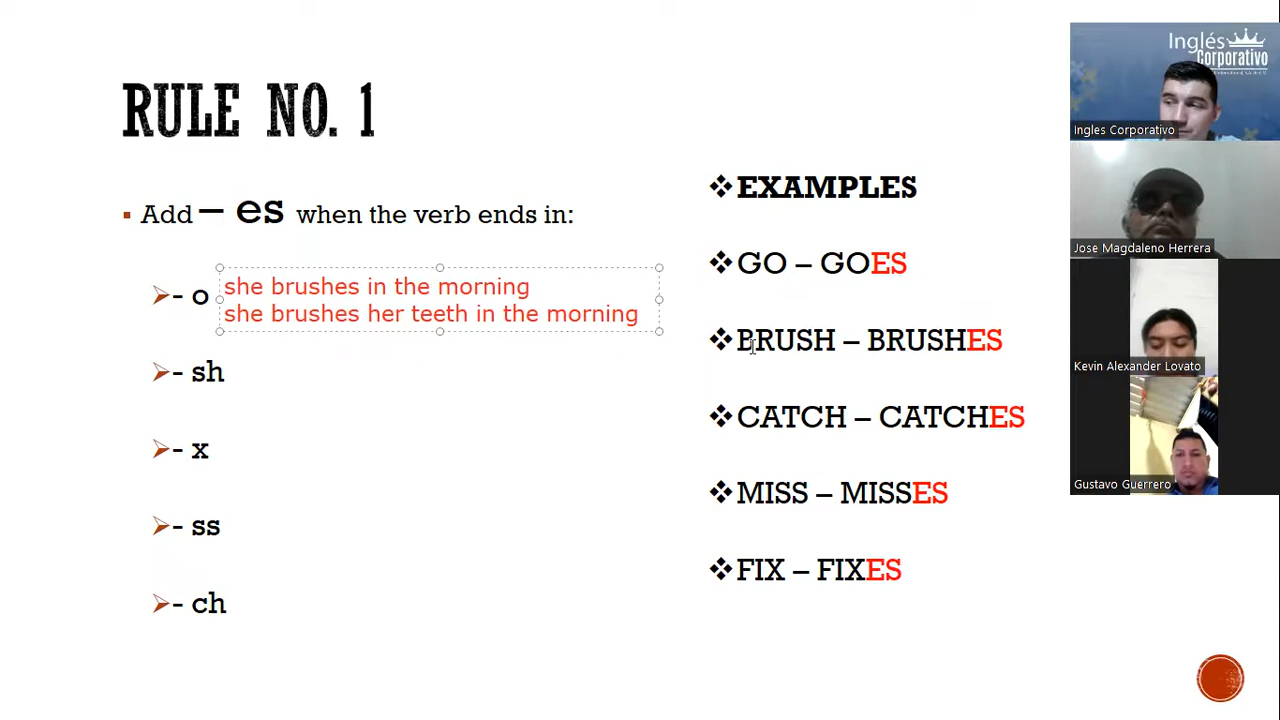 RULE NO. 1
▪ Add – es when the verb ends in:
- o
she brushes in the morning
she brushes her teeth in the morning
- sh
- x
- ss
- ch
EXAMPLES
GO – GOES
BRUSH – BRUSHES
CATCH – CATCHES
MISS – MISSES
FIX – FIXES
Inglés
Corporativo
Ingles Corporativo
Jose Magdaleno Herrera
Kevin Alexander Lovato
Gustavo Guerrero